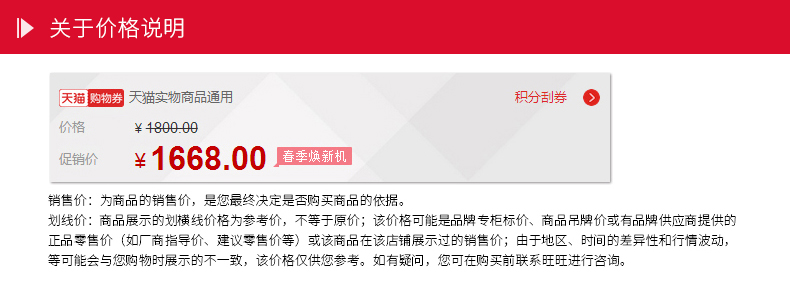 关于价格说明
天猫 购物券 天猫实物商品通用 积分刮券
价格 ¥ 1800.00
促销价 ¥ 1668.00 春季焕新机
销售价：为商品的销售价，是您最终决定是否购买商品的依据。
划线价：商品展示的划横线价格为参考价，不等于原价；该价格可能是品牌专柜标价、商品吊牌价或有品牌供应商提供的
正品零售价（如厂商指导价、建议零售价等）或该商品在该店铺展示过的销售价；由于地区、时间的差异性和行情波动，
等可能会与您购物时展示的不一致，该价格仅供您参考。如有疑问，您可在购买前联系旺旺进行咨询。